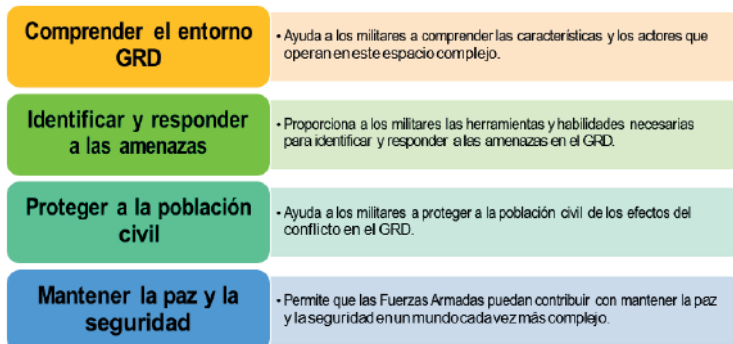 Comprender el entorno
GRD
• Ayuda a los militares a comprender las características y los actores que
operan en este espacio complejo.
Identificar y responder
a las amenazas
• Proporciona a los militares las herramientas y habilidades necesarias
para identificar y responder a las amenazas en el GRD.
Proteger a la población
civil
• Ayuda a los militares a proteger a la población civil de los efectos del
conflicto en el GRD.
Mantener la paz y la
seguridad
• Permite que las Fuerzas Armadas puedan contribuir con mantener la paz
y la seguridad en un mundo cada vez más complejo.